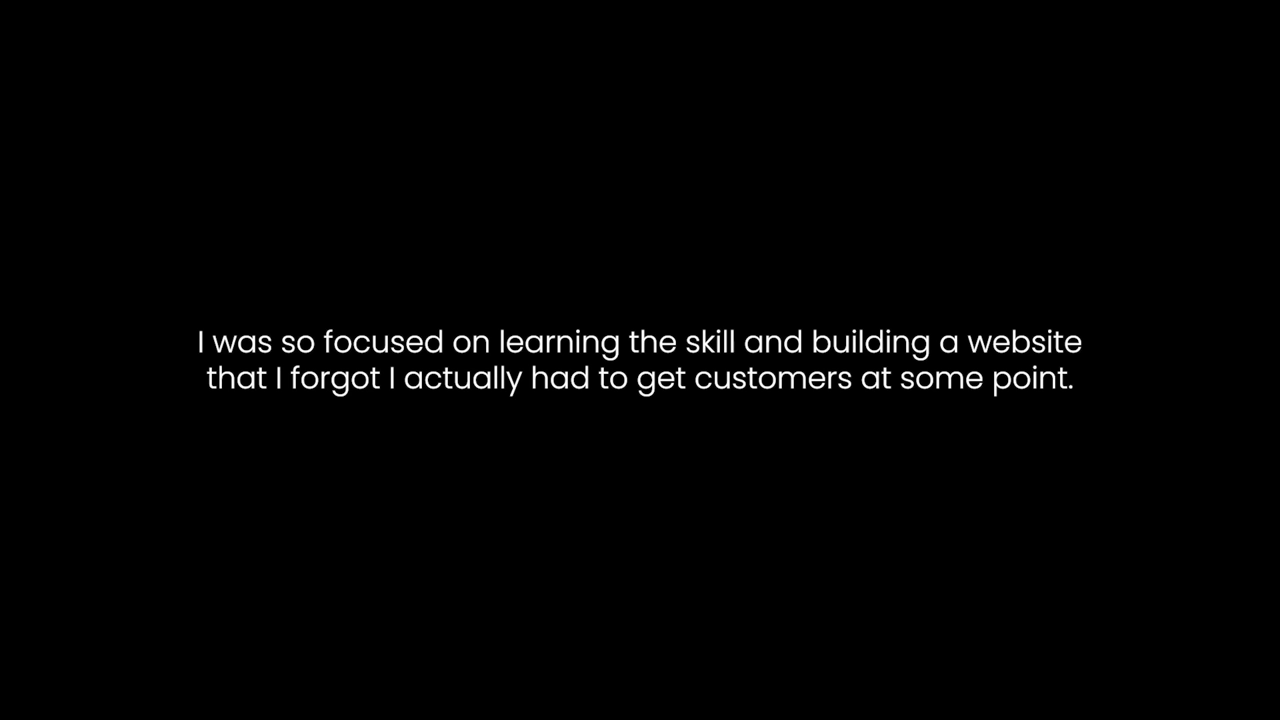 I was so focused on learning the skill and building a website
that I forgot I actually had to get customers at some point.